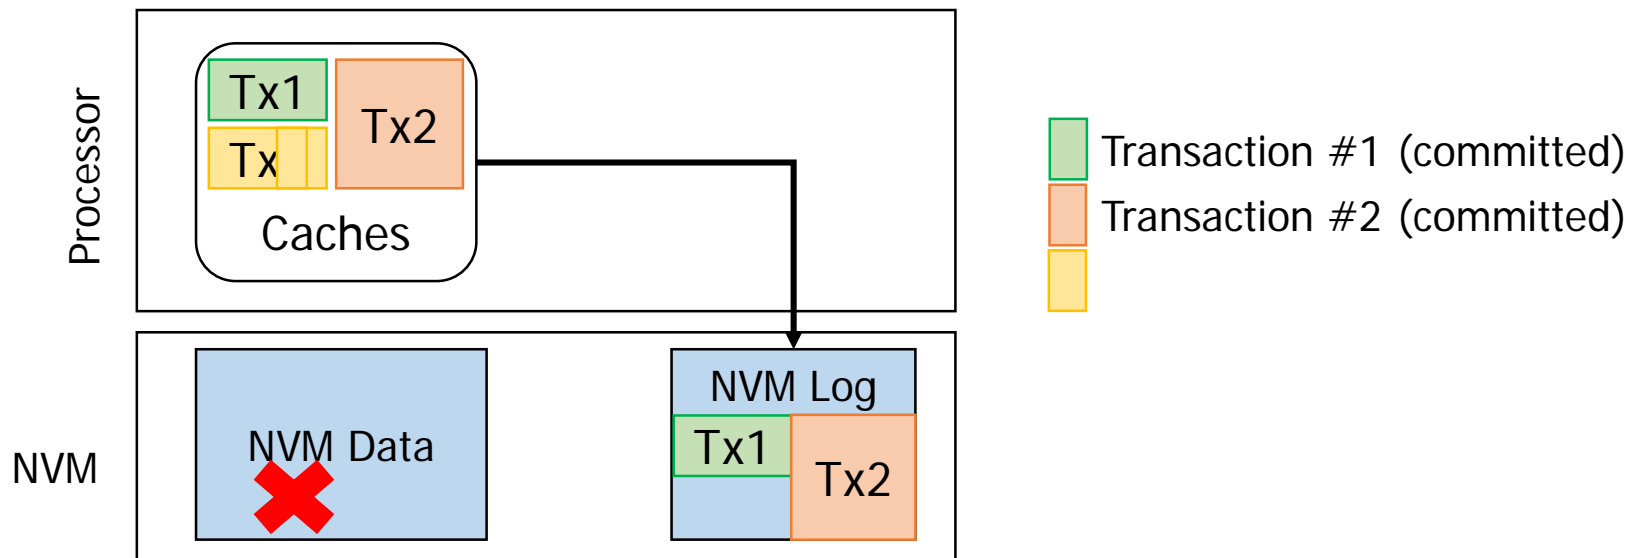 Processor
Tx1
Tx2
Tx
Caches
Transaction #1 (committed)
Transaction #2 (committed)
NVM
NVM Data
NVM Log
Tx1
Tx2